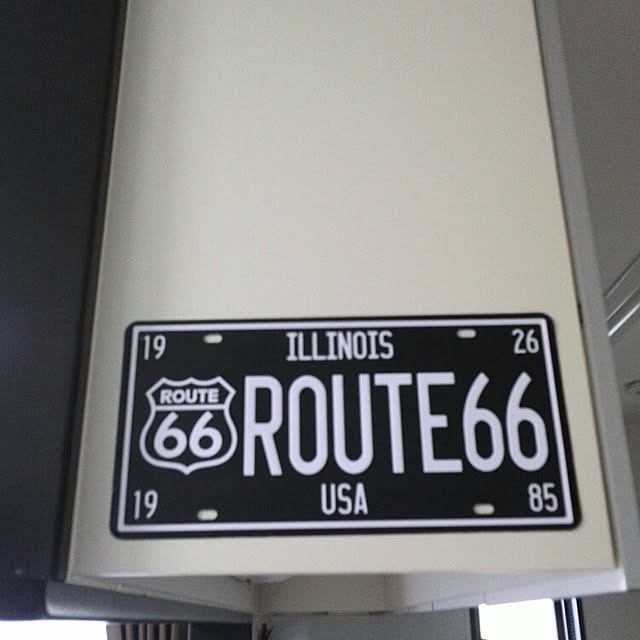 19 ILLINOIS 26
ROUTE
66
ROUTE66
19 USA 85